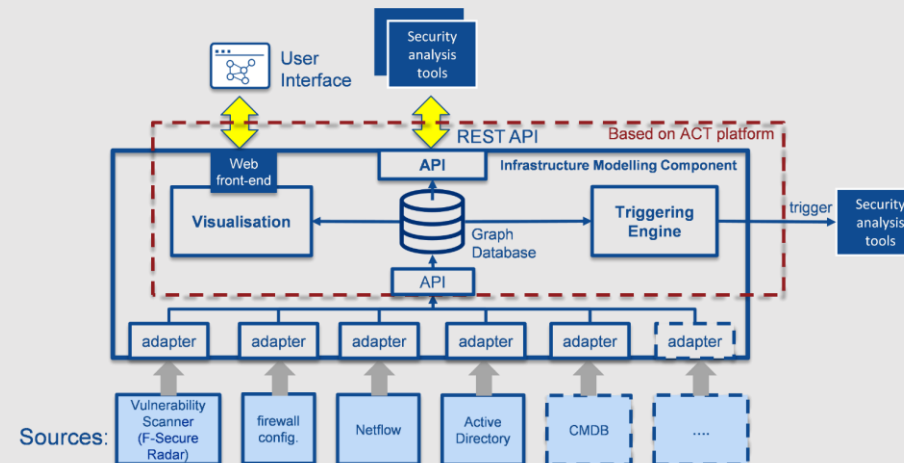 User
Interface
Security
analysis
tools
REST API
Based on ACT platform
Web
front-end
API
Infrastructure Modelling Component
Visualisation
Graph
Database
Triggering
Engine
trigger
Security
analysis
tools
API
adapter
adapter
adapter
adapter
adapter
adapter
Sources:
Vulnerability
Scanner
(F-Secure
Radar)
firewall
config.
Netflow
Active
Directory
CMDB
....